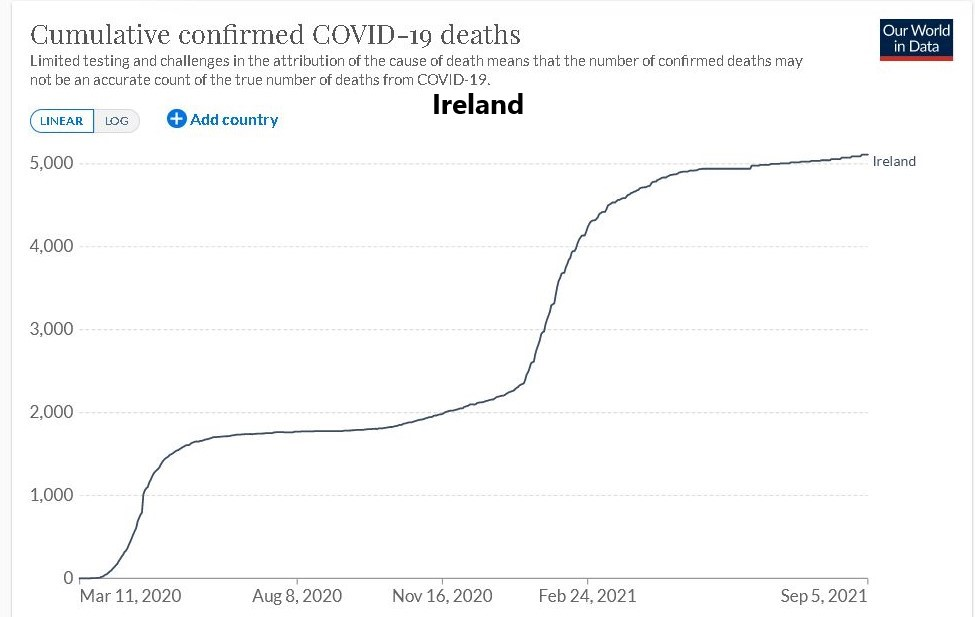 Cumulative confirmed COVID-19 deaths
Our World
in Data
Limited testing and challenges in the attribution of the cause of death means that the number of confirmed deaths may
not be an accurate count of the true number of deaths from COVID-19.
Ireland
LINEAR LOG + Add country
5,000
Ireland
4,000
3,000
2,000
1,000
0
Mar 11, 2020 Aug 8, 2020 Nov 16, 2020 Feb 24, 2021 Sep 5, 2021